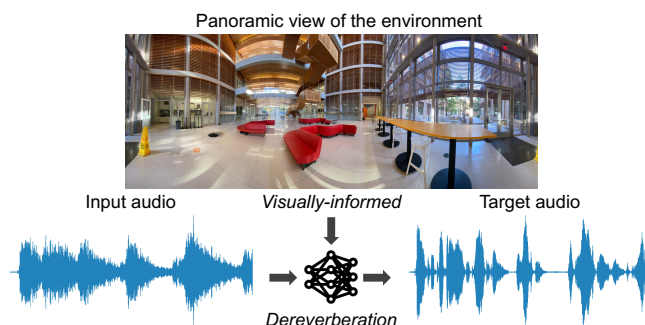 Panoramic view of the environment
Input audio
Visually-informed
Target audio
Dereverberation